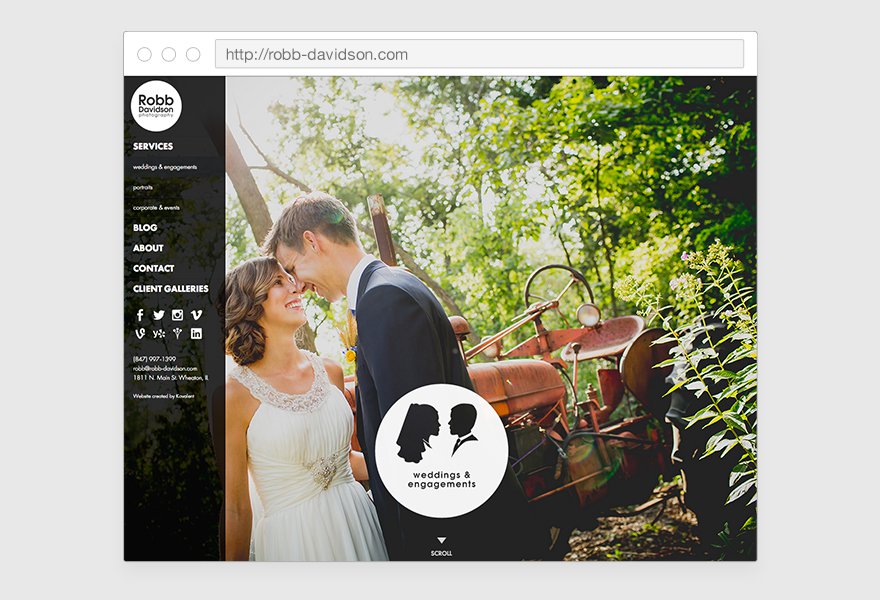 http://robb-davidson.com
Robb
Davidson
photography
SERVICES
weddings & engagements
portraits
corporate & events
BLOG
ABOUT
CONTACT
CLIENT GALLERIES
(847) 997-1399
robb@robb-davidson.com
1811 N. Main St. Wheaton, IL
Website created by Kovalent
weddings &
engagements
SCROLL